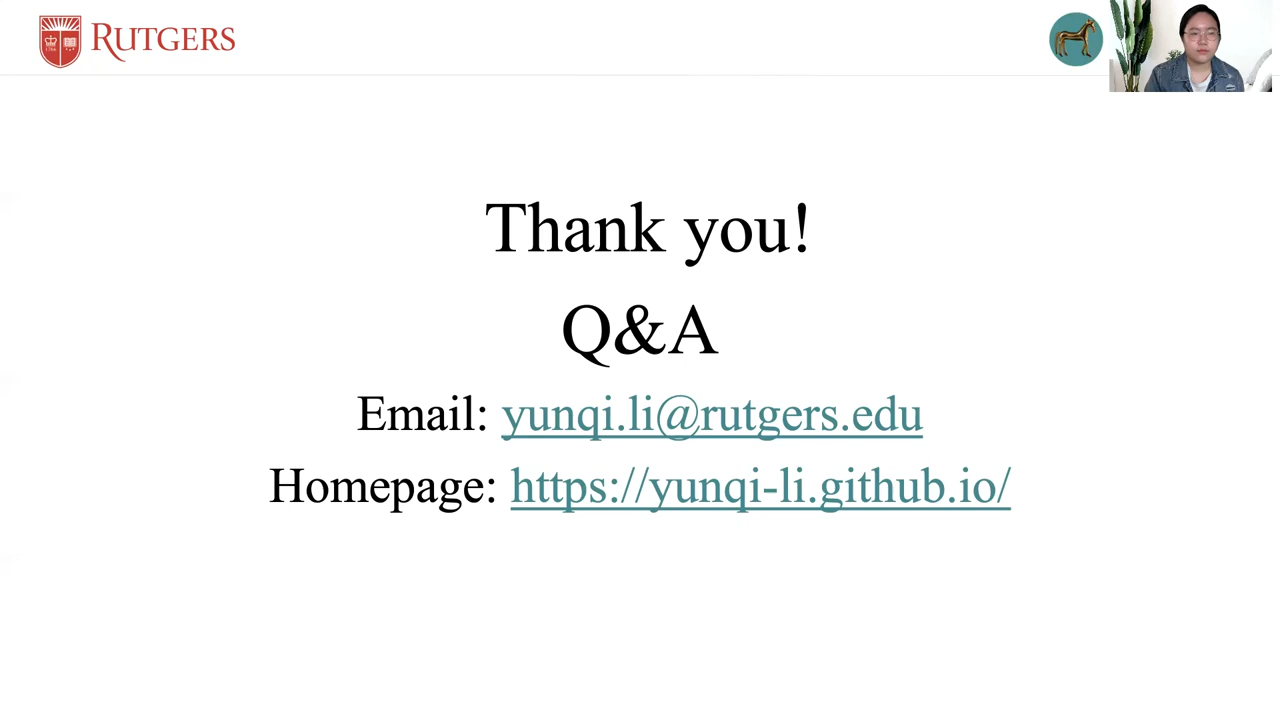 RUTGERS
Thank you!
Q&A
Email: yunqi.li@rutgers.edu
Homepage: https://yunqi-li.github.io/